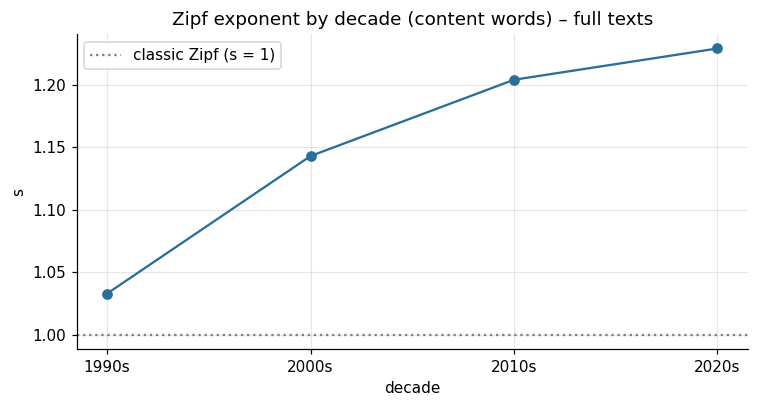 Zipf exponent by decade (content words) – full texts
classic Zipf (s = 1)
1.20
1.15
s
1.10
1.05
1.00
1990s 2000s 2010s 2020s
decade